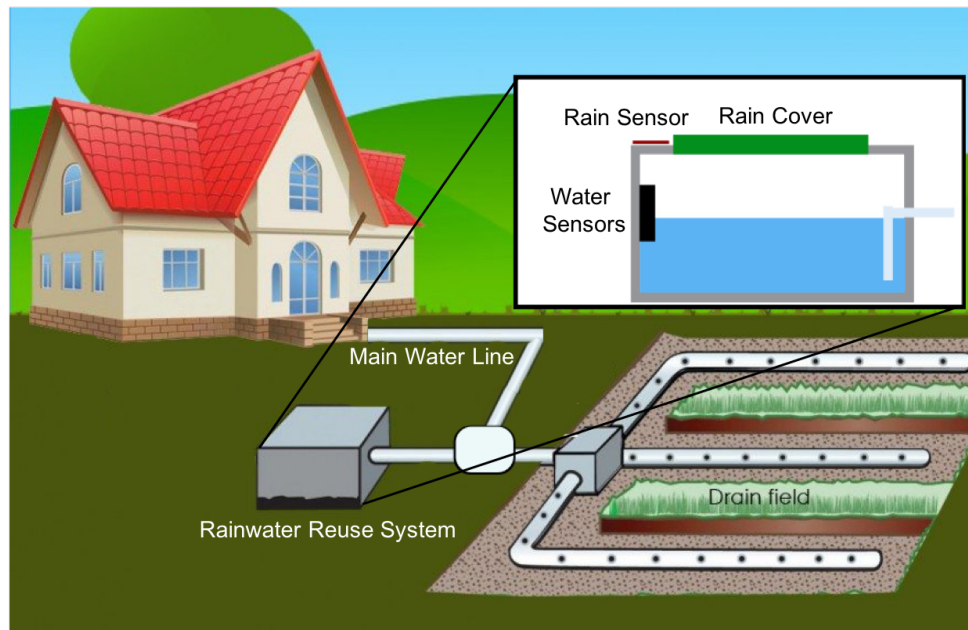 Rain Sensor
Rain Cover
Water
Sensors
Main Water Line
Rainwater Reuse System
Drain field